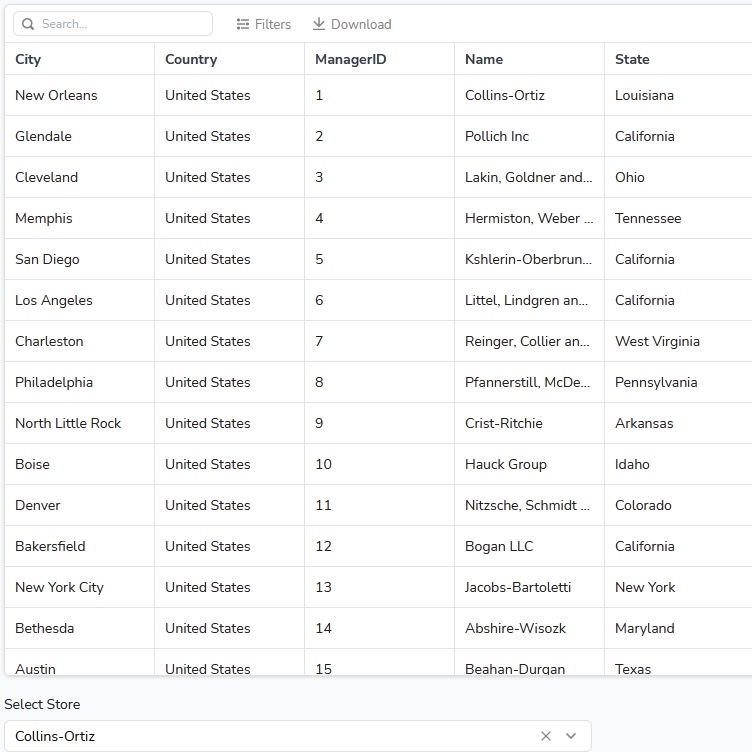 Search... Filters Download
City Country ManagerID Name State
New Orleans United States 1 Collins-Ortiz Louisiana
Glendale United States 2 Pollich Inc California
Cleveland United States 3 Lakin, Goldner and... Ohio
Memphis United States 4 Hermiston, Weber ... Tennessee
San Diego United States 5 Kshlerin-Oberbrun... California
Los Angeles United States 6 Littel, Lindgren an... California
Charleston United States 7 Reinger, Collier an... West Virginia
Philadelphia United States 8 Pfannerstill, McDe... Pennsylvania
North Little Rock United States 9 Crist-Ritchie Arkansas
Boise United States 10 Hauck Group Idaho
Denver United States 11 Nitzsche, Schmidt ... Colorado
Bakersfield United States 12 Bogan LLC California
New York City United States 13 Jacobs-Bartoletti New York
Bethesda United States 14 Abshire-Wisozk Maryland
Austin United States 15 Beahan-Durgan Texas
Select Store
Collins-Ortiz